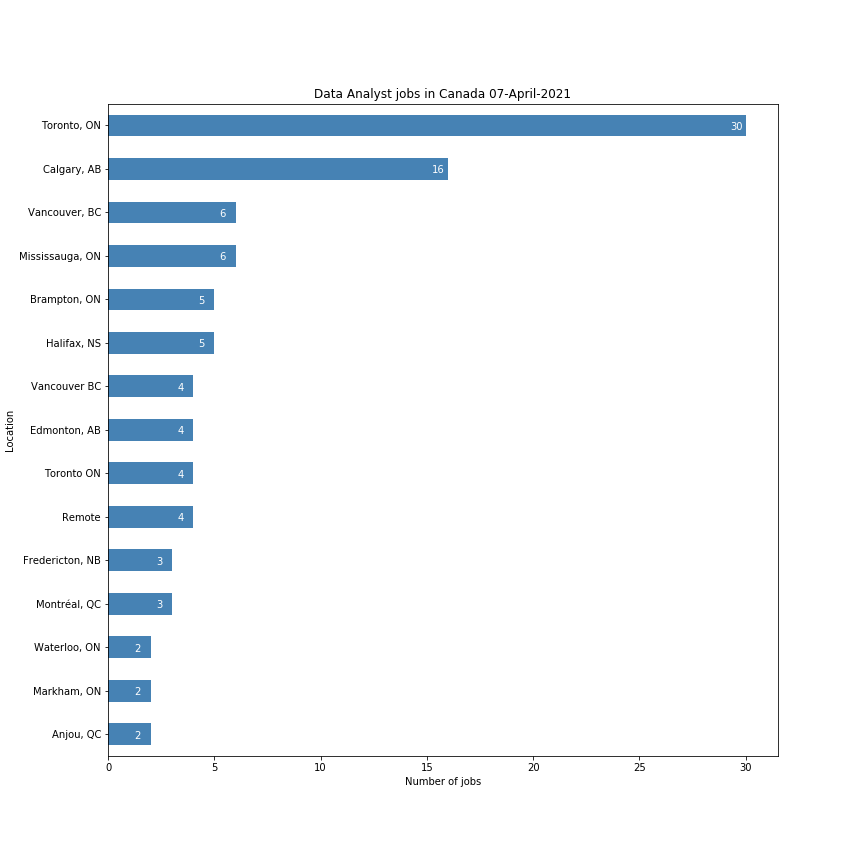 Data Analyst jobs in Canada 07-April-2021
Toronto, ON 30
Calgary, AB 16
Vancouver, BC 6
Mississauga, ON 6
Brampton, ON 5
Halifax, NS 5
Vancouver BC 4
Edmonton, AB 4
Toronto ON 4
Remote 4
Fredericton, NB 3
Montréal, QC 3
Waterloo, ON 2
Markham, ON 2
Anjou, QC 2
Location
0 5 10 15 20 25 30
Number of jobs